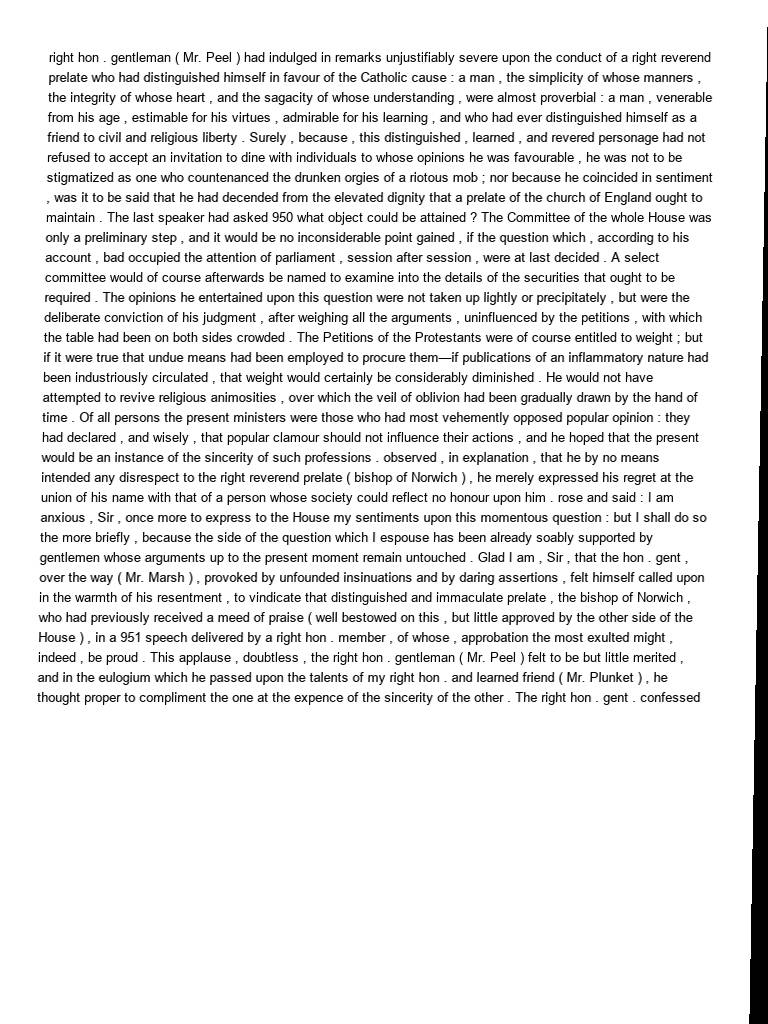 right hon . gentleman ( Mr. Peel ) had indulged in remarks unjustifiably severe upon the conduct of a right reverend
prelate who had distinguished himself in favour of the Catholic cause : a man , the simplicity of whose manners ,
the integrity of whose heart , and the sagacity of whose understanding , were almost proverbial : a man , venerable
from his age , estimable for his virtues , admirable for his learning , and who had ever distinguished himself as a
friend to civil and religious liberty . Surely , because , this distinguished , learned , and revered personage had not
refused to accept an invitation to dine with individuals to whose opinions he was favourable , he was not to be
stigmatized as one who countenanced the drunken orgies of a riotous mob ; nor because he coincided in sentiment
, was it to be said that he had decended from the elevated dignity that a prelate of the church of England ought to
maintain . The last speaker had asked 950 what object could be attained ? The Committee of the whole House was
only a preliminary step , and it would be no inconsiderable point gained , if the question which , according to his
account , bad occupied the attention of parliament , session after session , were at last decided . A select
committee would of course afterwards be named to examine into the details of the securities that ought to be
required . The opinions he entertained upon this question were not taken up lightly or precipitately , but were the
deliberate conviction of his judgment , after weighing all the arguments , uninfluenced by the petitions , with which
the table had been on both sides crowded . The Petitions of the Protestants were of course entitled to weight ; but
if it were true that undue means had been employed to procure them—if publications of an inflammatory nature had
been industriously circulated , that weight would certainly be considerably diminished . He would not have
attempted to revive religious animosities , over which the veil of oblivion had been gradually drawn by the hand of
time . Of all persons the present ministers were those who had most vehemently opposed popular opinion : they
had declared , and wisely , that popular clamour should not influence their actions , and he hoped that the present
would be an instance of the sincerity of such professions . observed , in explanation , that he by no means
intended any disrespect to the right reverend prelate ( bishop of Norwich ) , he merely expressed his regret at the
union of his name with that of a person whose society could reflect no honour upon him . rose and said : I am
anxious , Sir , once more to express to the House my sentiments upon this momentous question : but I shall do so
the more briefly , because the side of the question which I espouse has been already soably supported by
gentlemen whose arguments up to the present moment remain untouched . Glad I am , Sir , that the hon . gent ,
over the way ( Mr. Marsh ) , provoked by unfounded insinuations and by daring assertions , felt himself called upon
in the warmth of his resentment , to vindicate that distinguished and immaculate prelate , the bishop of Norwich ,
who had previously received a meed of praise ( well bestowed on this , but little approved by the other side of the
House ) , in a 951 speech delivered by a right hon . member , of whose , approbation the most exulted might ,
indeed , be proud . This applause , doubtless , the right hon . gentleman ( Mr. Peel ) felt to be but little merited ,
and in the eulogium which he passed upon the talents of my right hon . and learned friend ( Mr. Plunket ) , he
thought proper to compliment the one at the expence of the sincerity of the other . The right hon . gent . confessed